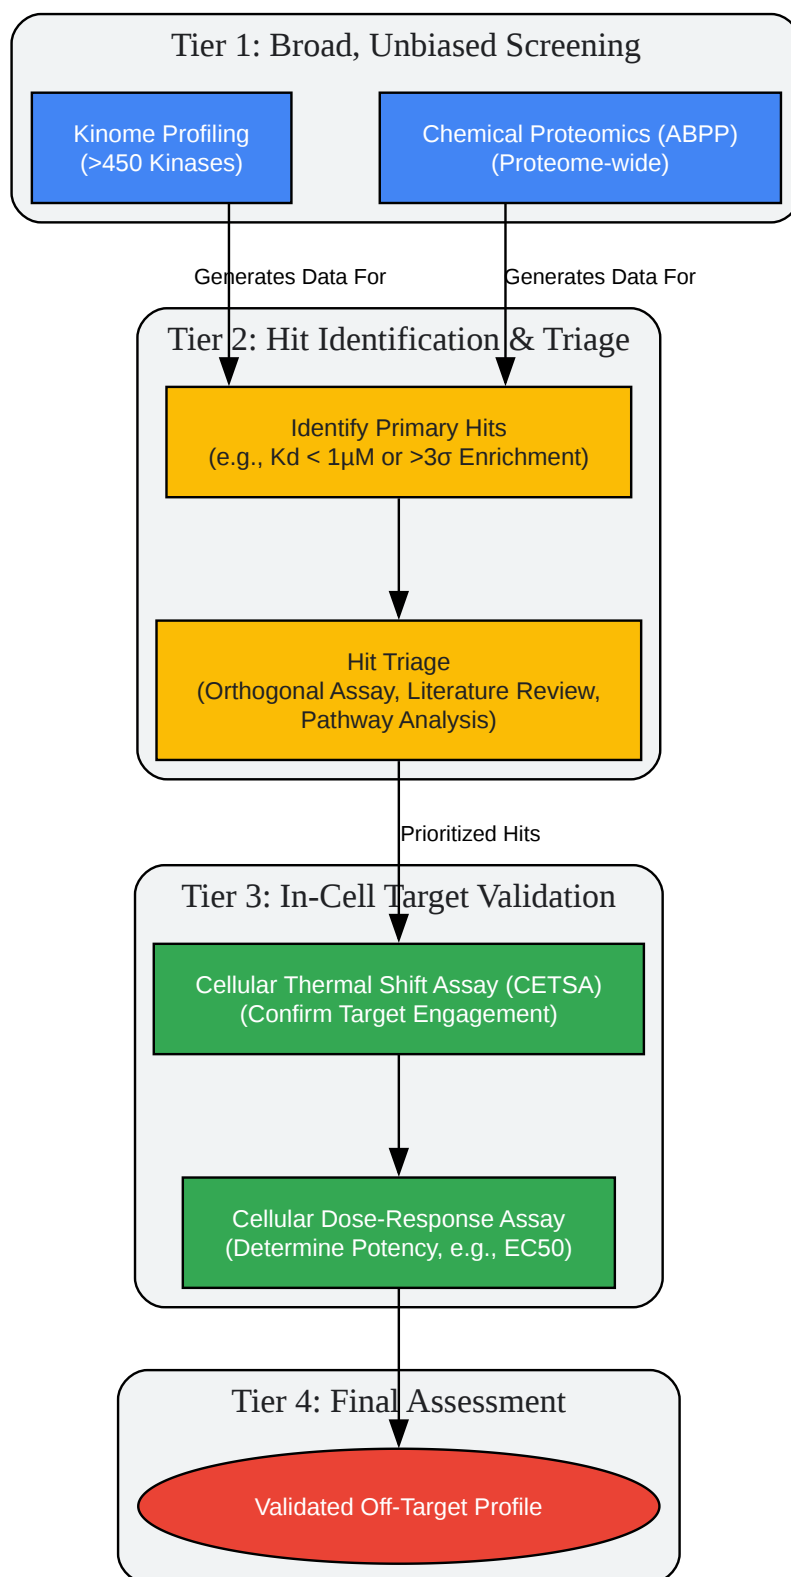 Tier 1: Broad, Unbiased Screening
Kinome Profiling
(>450 Kinases)
Chemical Proteomics (ABPP)
(Proteome-wide)
Generates Data For
Generates Data For
Tier 2: Hit Identification & Triage
Identify Primary Hits
(e.g., Kd < 1µM or >3σ Enrichment)
Hit Triage
(Orthogonal Assay, Literature Review,
Pathway Analysis)
Prioritized Hits
Tier 3: In-Cell Target Validation
Cellular Thermal Shift Assay (CETSA)
(Confirm Target Engagement)
Cellular Dose-Response Assay
(Determine Potency, e.g., EC50)
Tier 4: Final Assessment
Validated Off-Target Profile